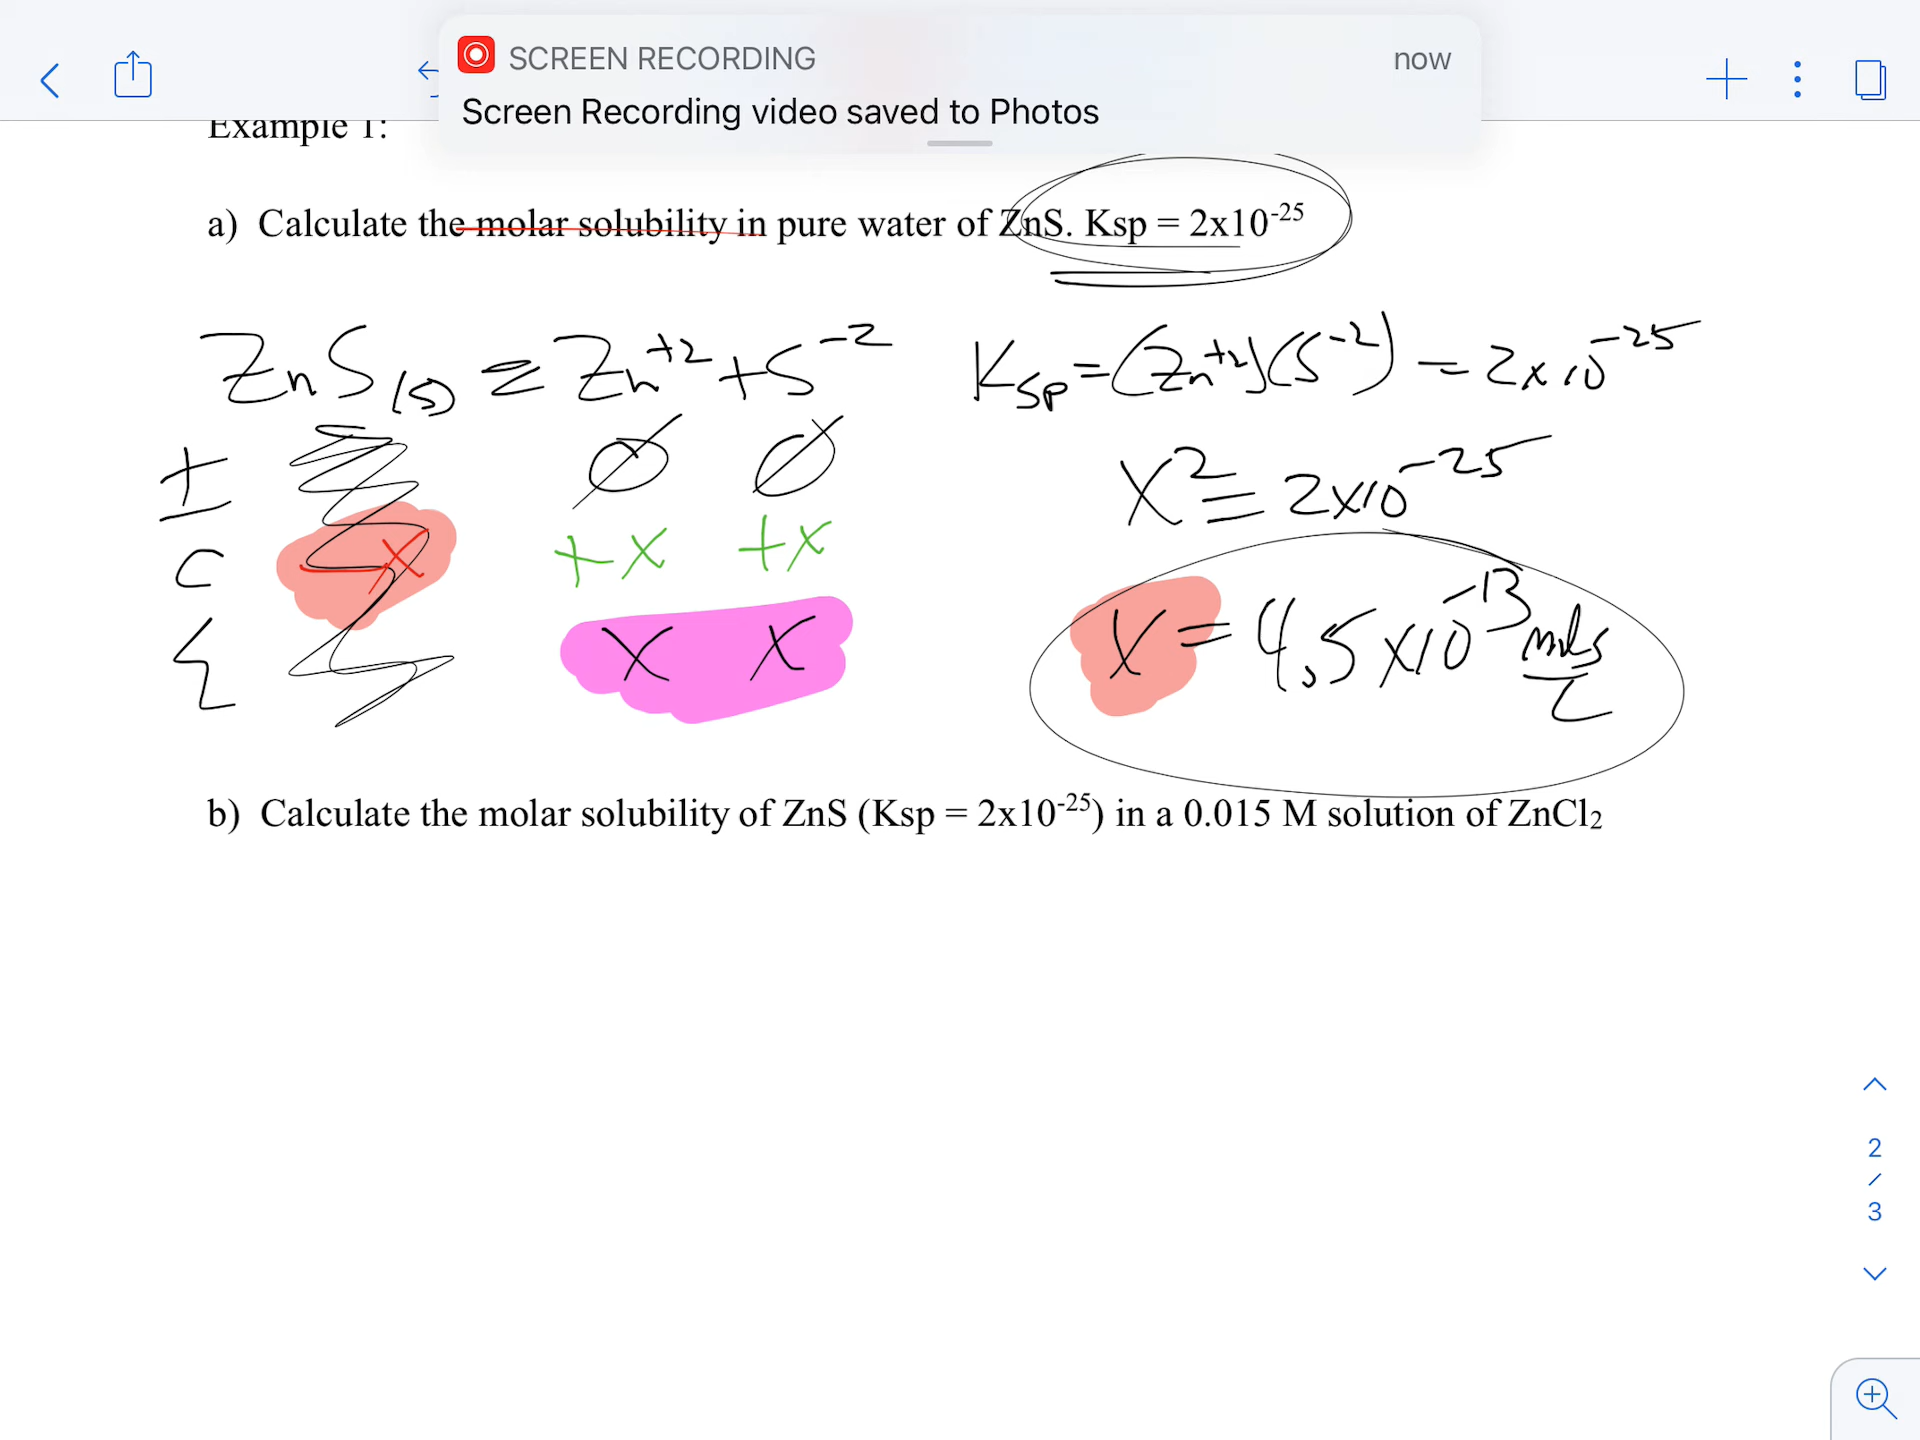 SCREEN RECORDING now
Screen Recording video saved to Photos
Example 1:
a) Calculate the molar solubility in pure water of ZnS. Ksp = 2x10⁻²⁵
ZnS(s) ⇌ Zn⁺² + S⁻² Ksp = (Zn⁺²)(S⁻²) = 2x10⁻²⁵
I Ø Ø x² = 2x10⁻²⁵
C -x +x +x
E x x x = 4.5x10⁻¹³ mols/L
b) Calculate the molar solubility of ZnS (Ksp = 2x10⁻²⁵) in a 0.015 M solution of ZnCl₂
2
/
3